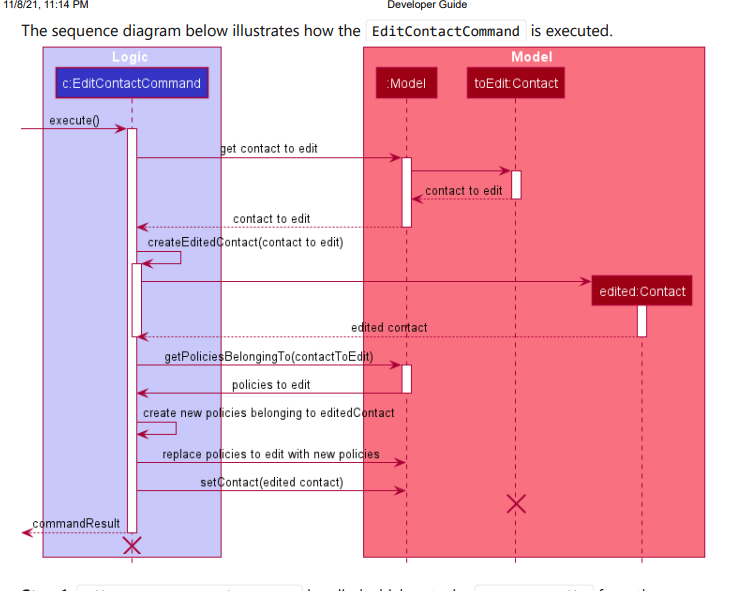 11/8/21, 11:14 PM Developer Guide
The sequence diagram below illustrates how the EditContactCommand is executed.
Logic Model
c:EditContactCommand :Model toEdit:Contact
execute()
get contact to edit
contact to edit
contact to edit
createEditedContact(contact to edit)
edited:Contact
edited contact
getPoliciesBelongingTo(contactToEdit)
policies to edit
create new policies belonging to editedContact
replace policies to edit with new policies
setContact(edited contact)
commandResult